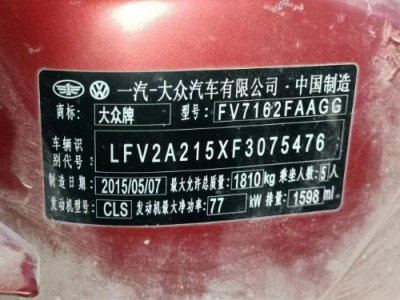 一汽-大众汽车有限公司·中国制造
商标: 大众牌 型号: FV7162FAAGG
车辆识别代号: LFV2A215XF3075476
制造日期: 2015/05/07 最大允许总质量: 1810kg 乘坐人数: 5人
发动机型号: CLS 发动机最大净功率: 77 kW 排量: 1598 ml